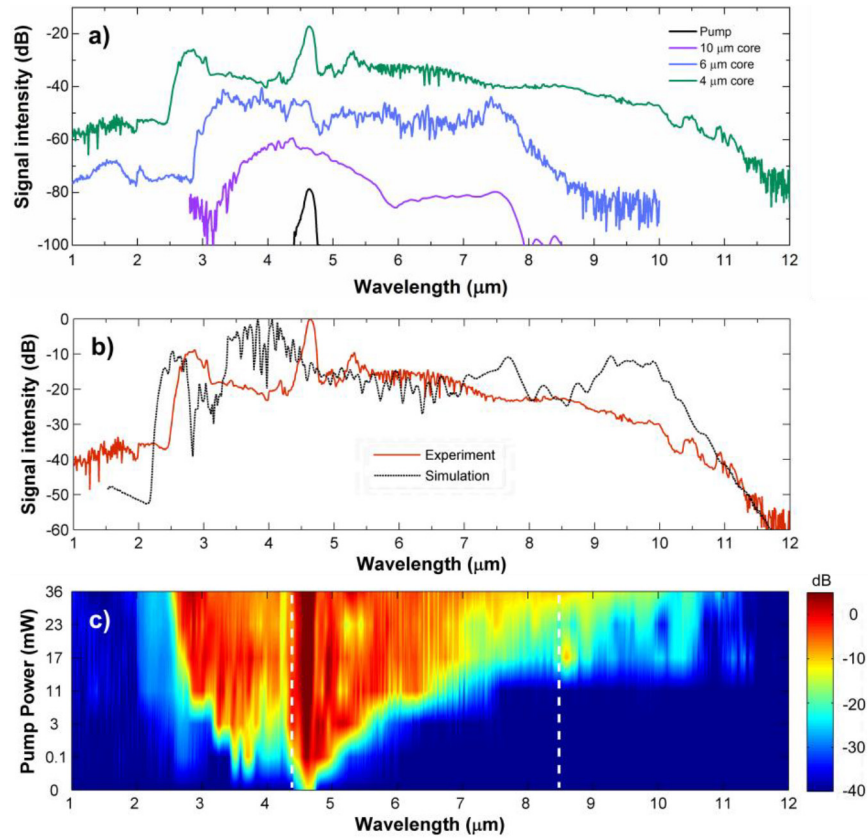 a)
Signal intensity (dB)
-20
-40
-60
-80
-100
Pump
10 μm core
6 μm core
4 μm core
1 2 3 4 5 6 7 8 9 10 11 12
Wavelength (μm)
b)
Signal intensity (dB)
0
-10
-20
-30
-40
-50
-60
Experiment
Simulation
1 2 3 4 5 6 7 8 9 10 11 12
Wavelength (μm)
c)
Pump Power (mW)
36
23
17
11
3
0.1
0
dB
0
-10
-20
-30
-40
1 2 3 4 5 6 7 8 9 10 11 12
Wavelength (μm)